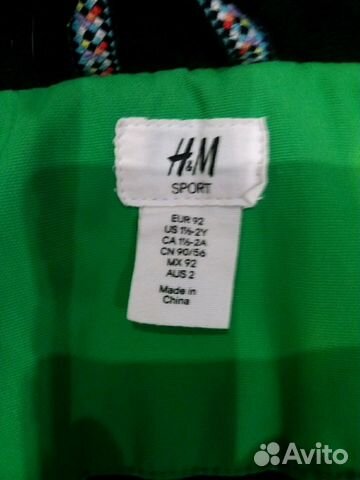 H&M
SPORT
EUR 92
US 1½-2Y
CA 1½-2A
CN 90/56
MX 92
AUS 2
Made in
China
Avito